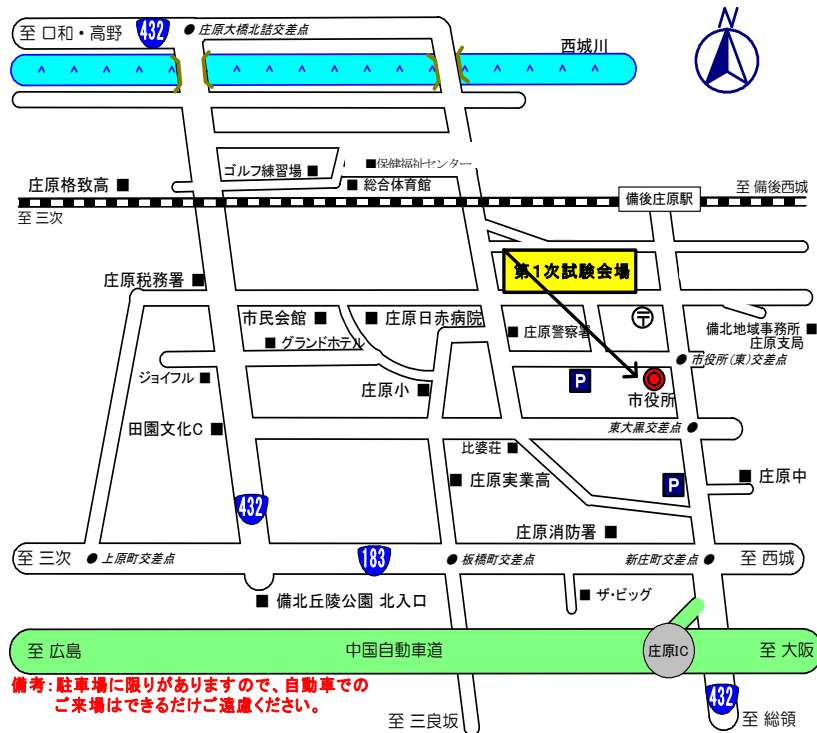 N
至 口和・高野
432
庄原大橋北詰交差点
西城川
ゴルフ練習場
保健福祉センター
庄原格致高
総合体育館
備後庄原駅
至 備後西城
至 三次
第1次試験会場
庄原税務署
市民会館
庄原日赤病院
庄原警察署
〒
備北地域事務所
庄原支局
グランドホテル
市役所(東)交差点
ジョイフル
庄原小
P
市役所
田園文化C
東大黒交差点
比婆荘
庄原実業高
P
庄原中
432
庄原消防署
至 三次
上原町交差点
183
板橋町交差点
新庄町交差点
至 西城
備北丘陵公園 北入口
ザ・ビッグ
至 広島
中国自動車道
庄原IC
至 大阪
備考：駐車場に限りがありますので、自動車での
ご来場はできるだけご遠慮ください。
432
至 三良坂
至 総領